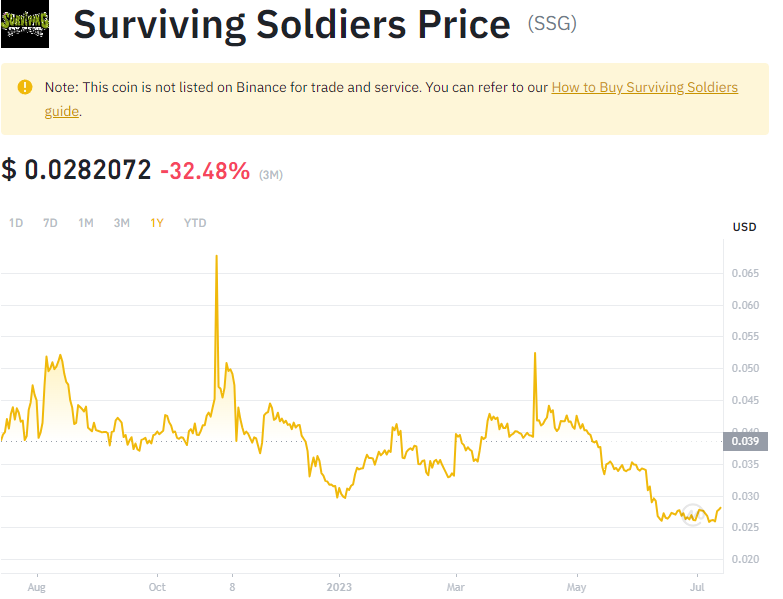 SURVIVING
Surviving Soldiers Price (SSG)
Note: This coin is not listed on Binance for trade and service. You can refer to our How to Buy Surviving Soldiers
guide.
$ 0.0282072 -32.48% (3M)
1D 7D 1M 3M 1Y YTD
USD
0.065
0.060
0.055
0.050
0.045
0.040
0.039
0.035
0.030
0.025
0.020
Aug Oct 8 2023 Mar May Jul